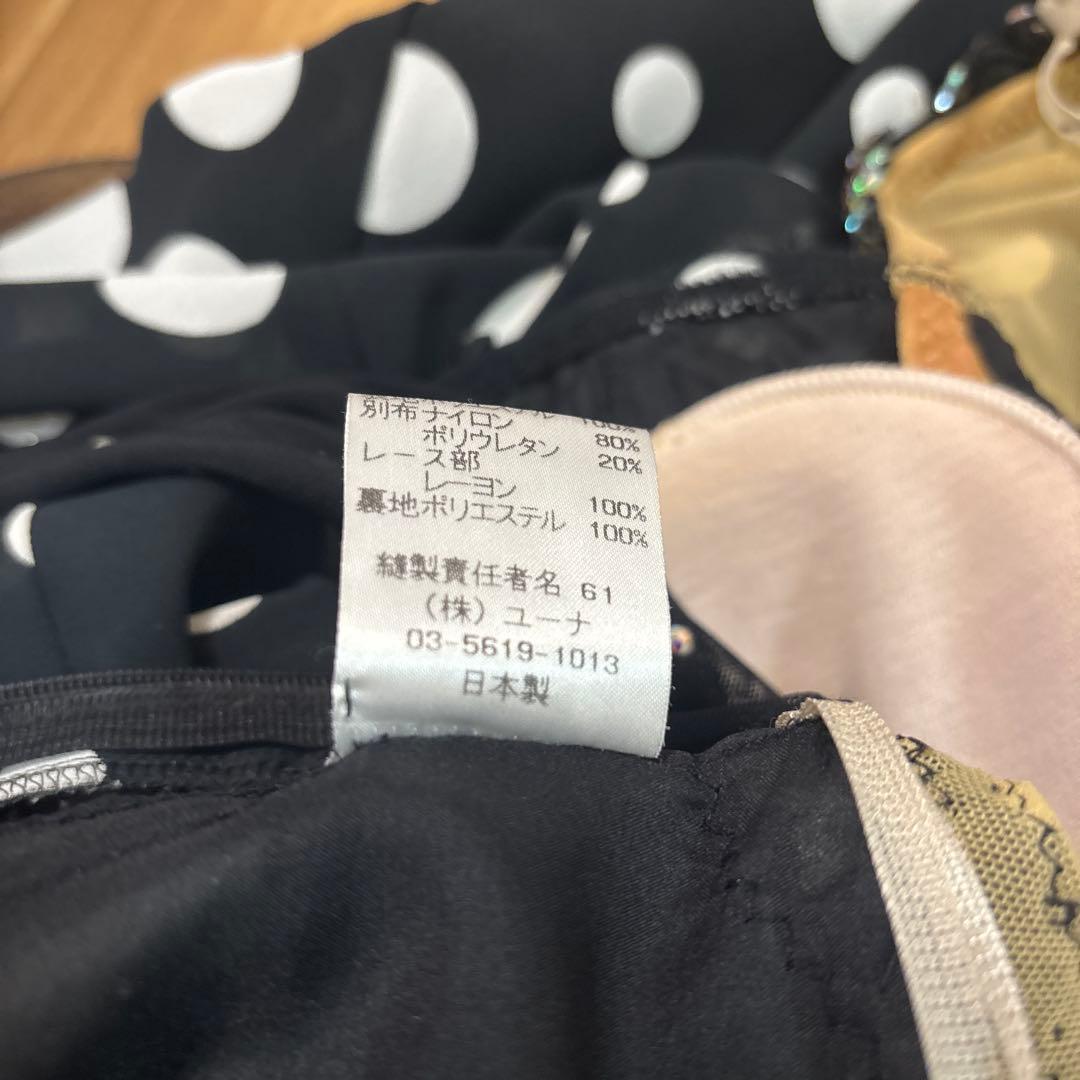 100%
別布ナイロン 80%
ポリウレタン 20%
レース部
レーヨン 100%
裏地ポリエステル 100%
縫製責任者名 61
（株）ユーナ
03-5619-1013
日本製